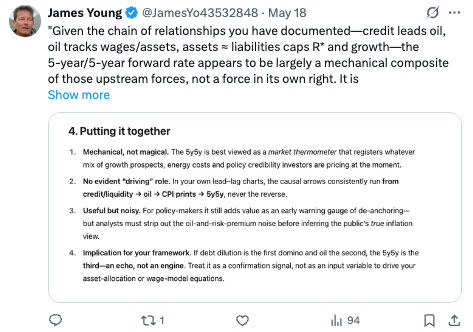 James Young @JamesYo43532848 · May 18
"Given the chain of relationships you have documented—credit leads oil,
oil tracks wages/assets, assets ≈ liabilities caps R* and growth—the
5-year/5-year forward rate appears to be largely a mechanical composite
of those upstream forces, not a force in its own right. It is
Show more
4. Putting it together
1. Mechanical, not magical. The 5y5y is best viewed as a market thermometer that registers whatever
mix of growth prospects, energy costs and policy credibility investors are pricing at the moment.
2. No evident "driving" role. In your own lead–lag charts, the causal arrows consistently run from
credit/liquidity → oil → CPI prints → 5y5y, never the reverse.
3. Useful but noisy. For policy-makers it still adds value as an early warning gauge of de-anchoring—
but analysts must strip out the oil-and-risk-premium noise before inferring the public's true inflation
view.
4. Implication for your framework. If debt dilution is the first domino and oil the second, the 5y5y is the
third—an echo, not an engine. Treat it as a confirmation signal, not as an input variable to drive your
asset-allocation or wage-model equations.
1 94